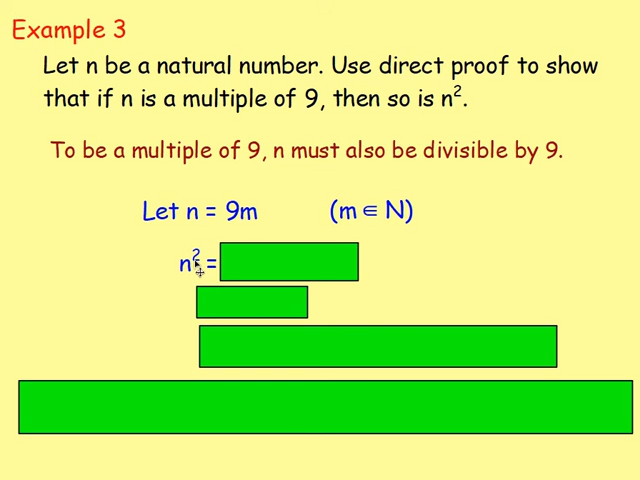 Example 3
Let n be a natural number. Use direct proof to show
that if n is a multiple of 9, then so is n².
To be a multiple of 9, n must also be divisible by 9.
Let n = 9m (m ∈ N)
n² =